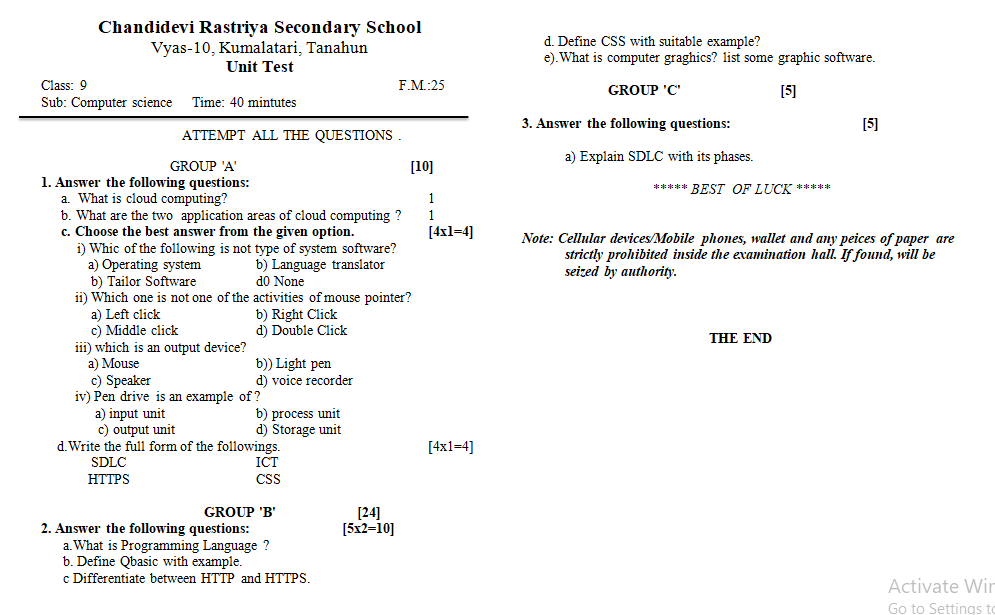 Chandidevi Rastriya Secondary School
Vyas-10, Kumalatari, Tanahun
Unit Test
Class: 9 F.M.:25
Sub: Computer science Time: 40 mintutes
ATTEMPT ALL THE QUESTIONS .
GROUP 'A' [10]
1. Answer the following questions:
a. What is cloud computing? 1
b. What are the two application areas of cloud computing ? 1
c. Choose the best answer from the given option. [4x1=4]
i) Whic of the following is not type of system software?
a) Operating system b) Language translator
b) Tailor Software d0 None
ii) Which one is not one of the activities of mouse pointer?
a) Left click b) Right Click
c) Middle click d) Double Click
iii) which is an output device?
a) Mouse b)) Light pen
c) Speaker d) voice recorder
iv) Pen drive is an example of ?
a) input unit b) process unit
c) output unit d) Storage unit
d.Write the full form of the followings. [4x1=4]
SDLC ICT
HTTPS CSS
GROUP 'B' [24]
2. Answer the following questions: [5x2=10]
a.What is Programming Language ?
b. Define Qbasic with example.
c Differentiate between HTTP and HTTPS.
d. Define CSS with suitable example?
e).What is computer graghics? list some graphic software.
GROUP 'C' [5]
3. Answer the following questions: [5]
a) Explain SDLC with its phases.
***** BEST OF LUCK *****
Note: Cellular devices/Mobile phones, wallet and any peices of paper are
strictly prohibited inside the examination hall. If found, will be
seized by authority.
THE END
Activate Wir
Go to Settings to